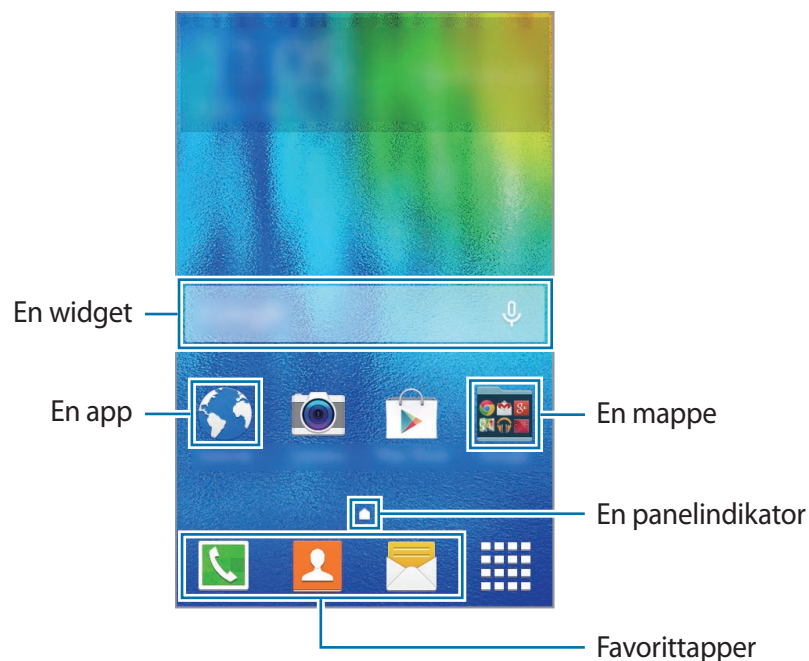 En widget
En app
En mappe
En panelindikator
Favorittapper